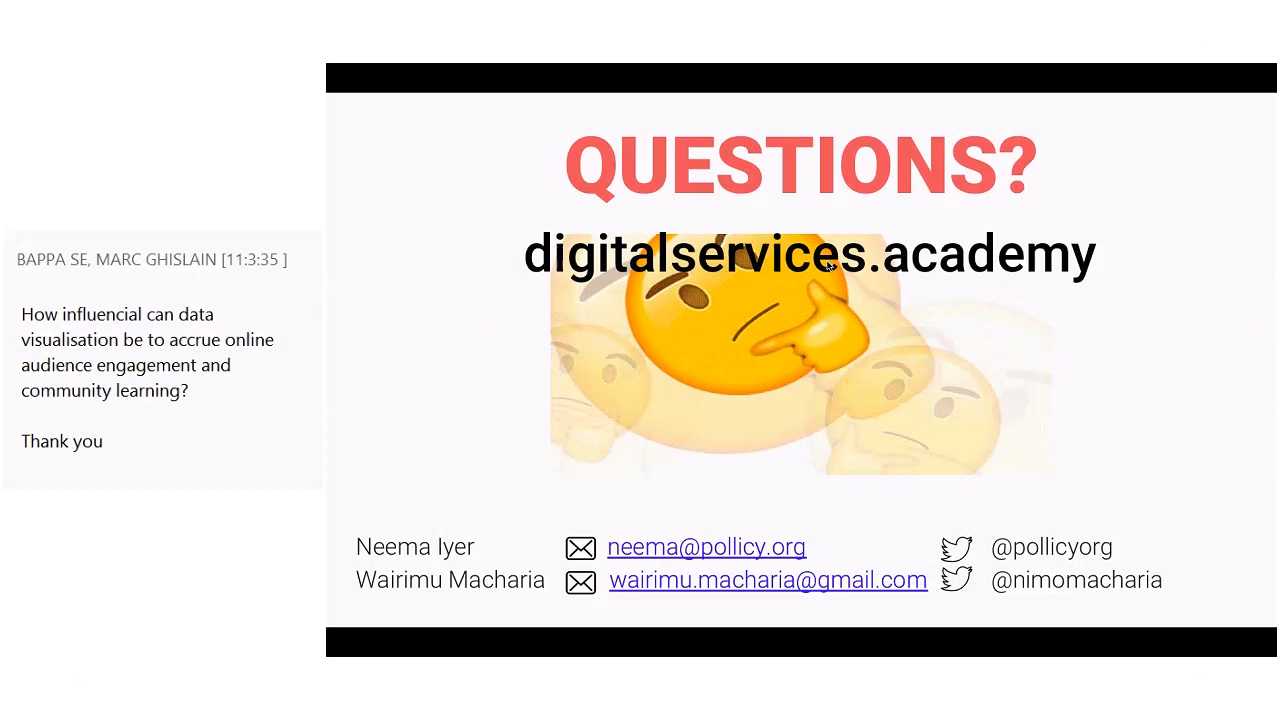 BAPPA SE, MARC GHISLAIN [11:3:35 ]
How influencial can data
visualisation be to accrue online
audience engagement and
community learning?
Thank you
QUESTIONS?
digitalservices.academy
Neema Iyer neema@pollicy.org @pollicyorg
Wairimu Macharia wairimu.macharia@gmail.com @nimomacharia